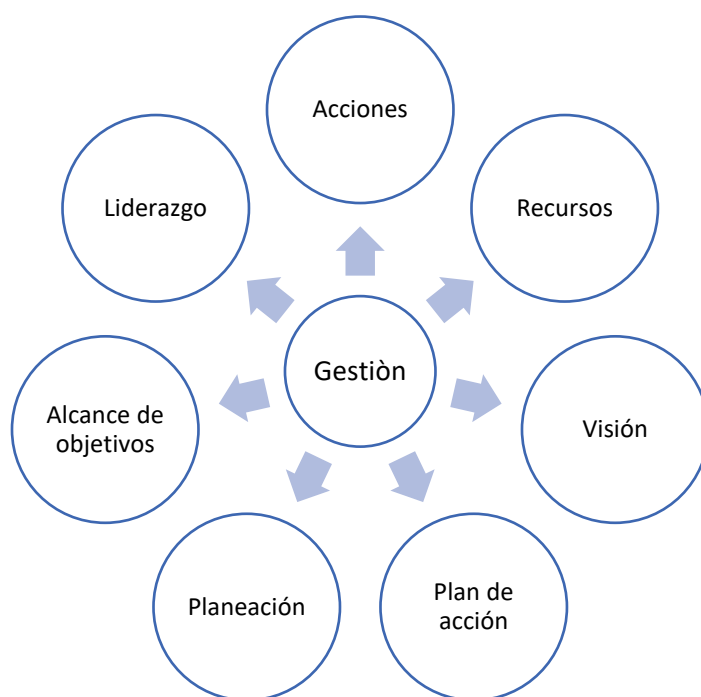 Acciones
Liderazgo
Recursos
Gestiòn
Alcance de
objetivos
Visión
Planeación
Plan de
acción